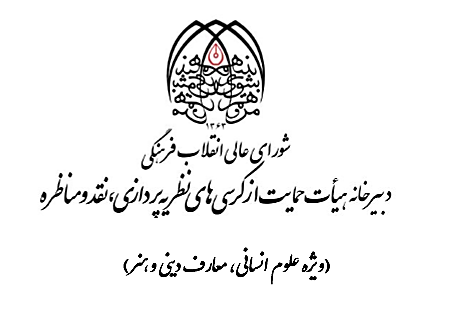 ۱۳۶۳
شورای عالی انقلاب فرهنگی
دبیرخانه هیأت حمایت از کرسی های نظریه پردازی، نقد و مناظره
(ویژه علوم انسانی، معارف دینی و هنر)